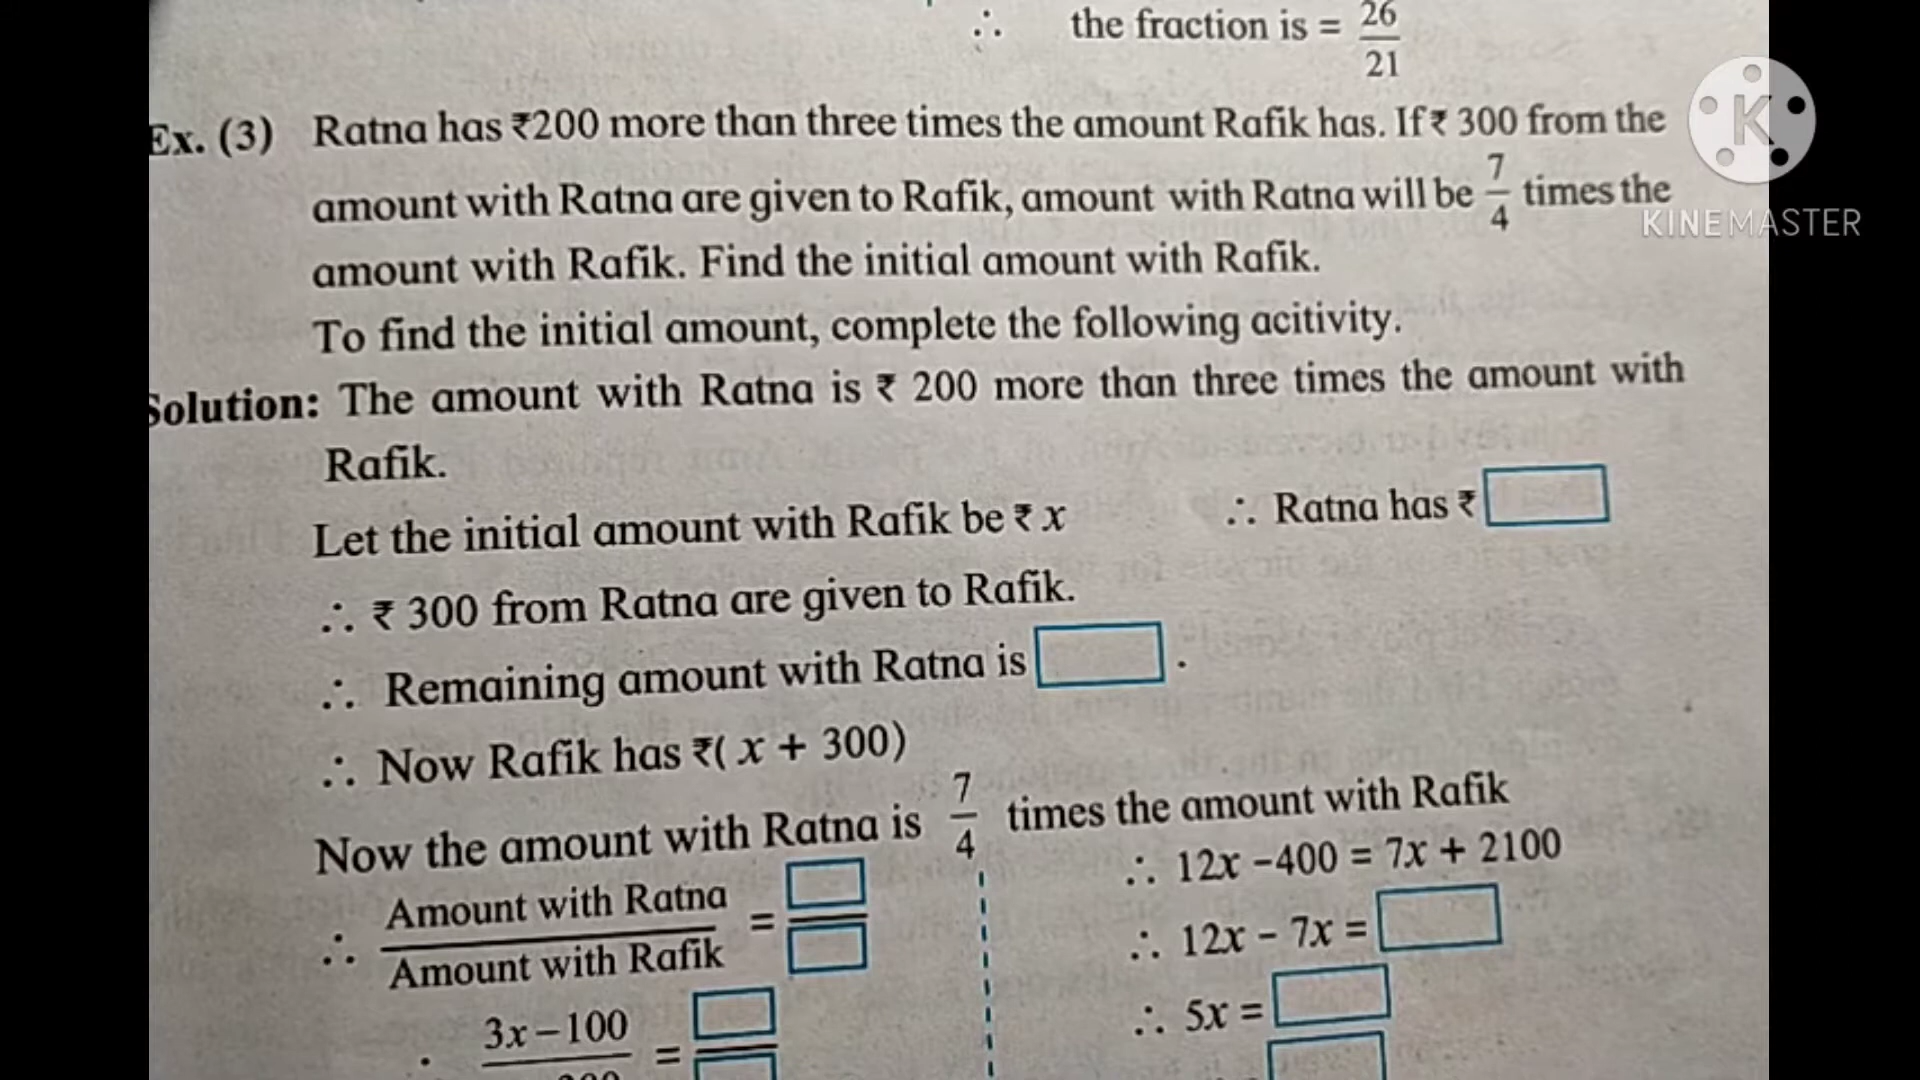 ∴ the fraction is = 26/21
Ex. (3) Ratna has ₹200 more than three times the amount Rafik has. If ₹ 300 from the
amount with Ratna are given to Rafik, amount with Ratna will be 7/4 times the
amount with Rafik. Find the initial amount with Rafik.
To find the initial amount, complete the following acitivity.
Solution: The amount with Ratna is ₹ 200 more than three times the amount with
Rafik.
Let the initial amount with Rafik be ₹ x ∴ Ratna has ₹
∴ ₹ 300 from Ratna are given to Rafik.
∴ Remaining amount with Ratna is .
∴ Now Rafik has ₹( x + 300)
Now the amount with Ratna is 7/4 times the amount with Rafik
∴ Amount with Ratna / Amount with Rafik =
3x – 100 =
∴ 12x –400 = 7x + 2100
∴ 12x – 7x =
∴ 5x =
K
KINEMASTER